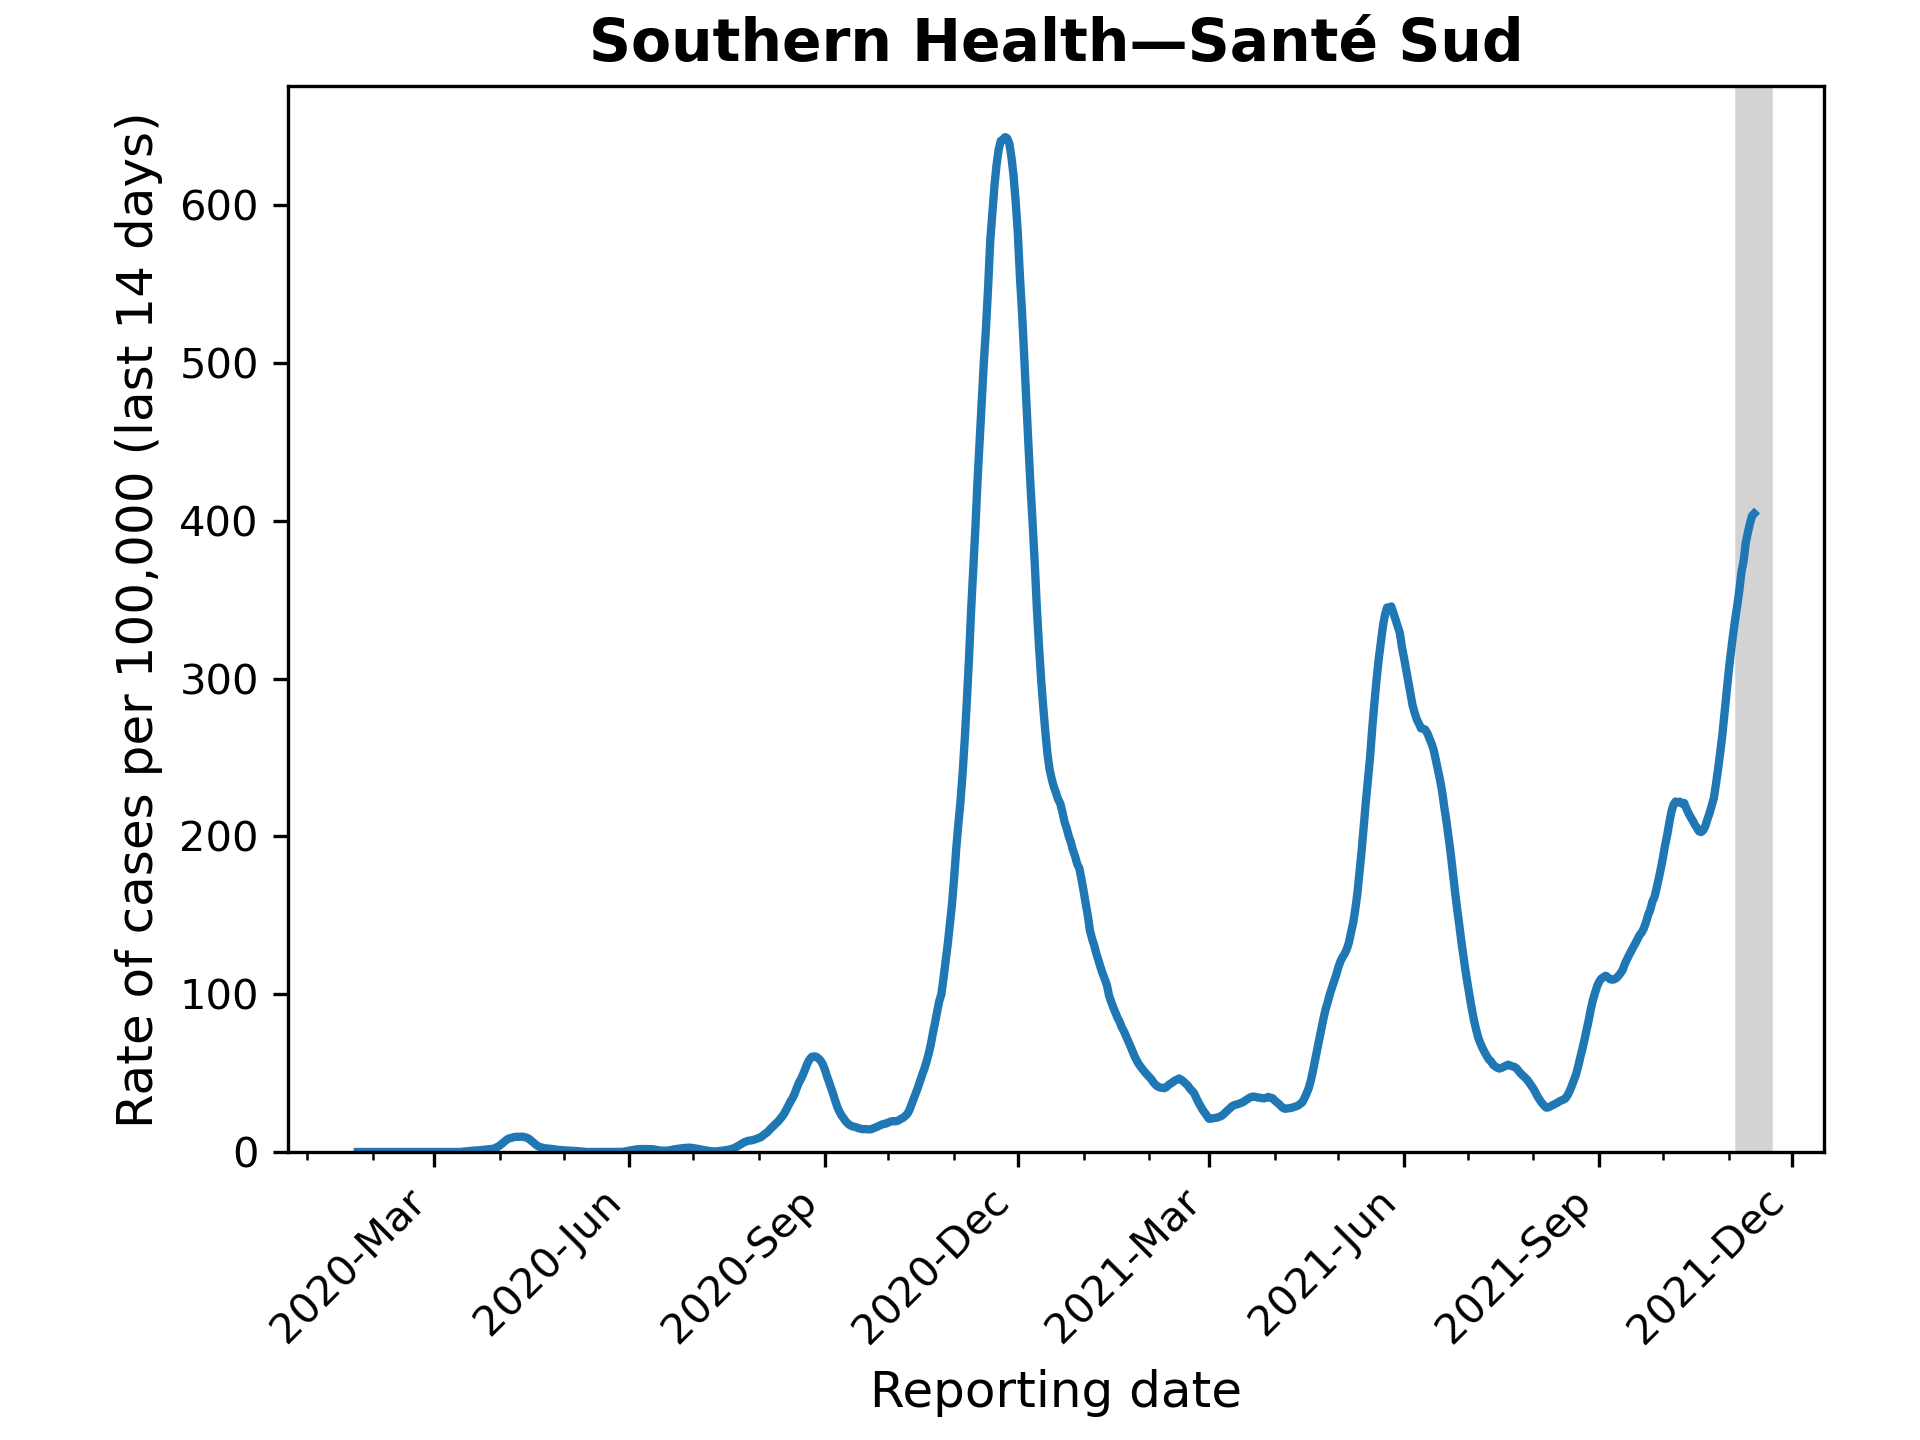 Southern Health—Santé Sud
Rate of cases per 100,000 (last 14 days)
600
500
400
300
200
100
0
2020-Mar
2020-Jun
2020-Sep
2020-Dec
2021-Mar
2021-Jun
2021-Sep
2021-Dec
Reporting date